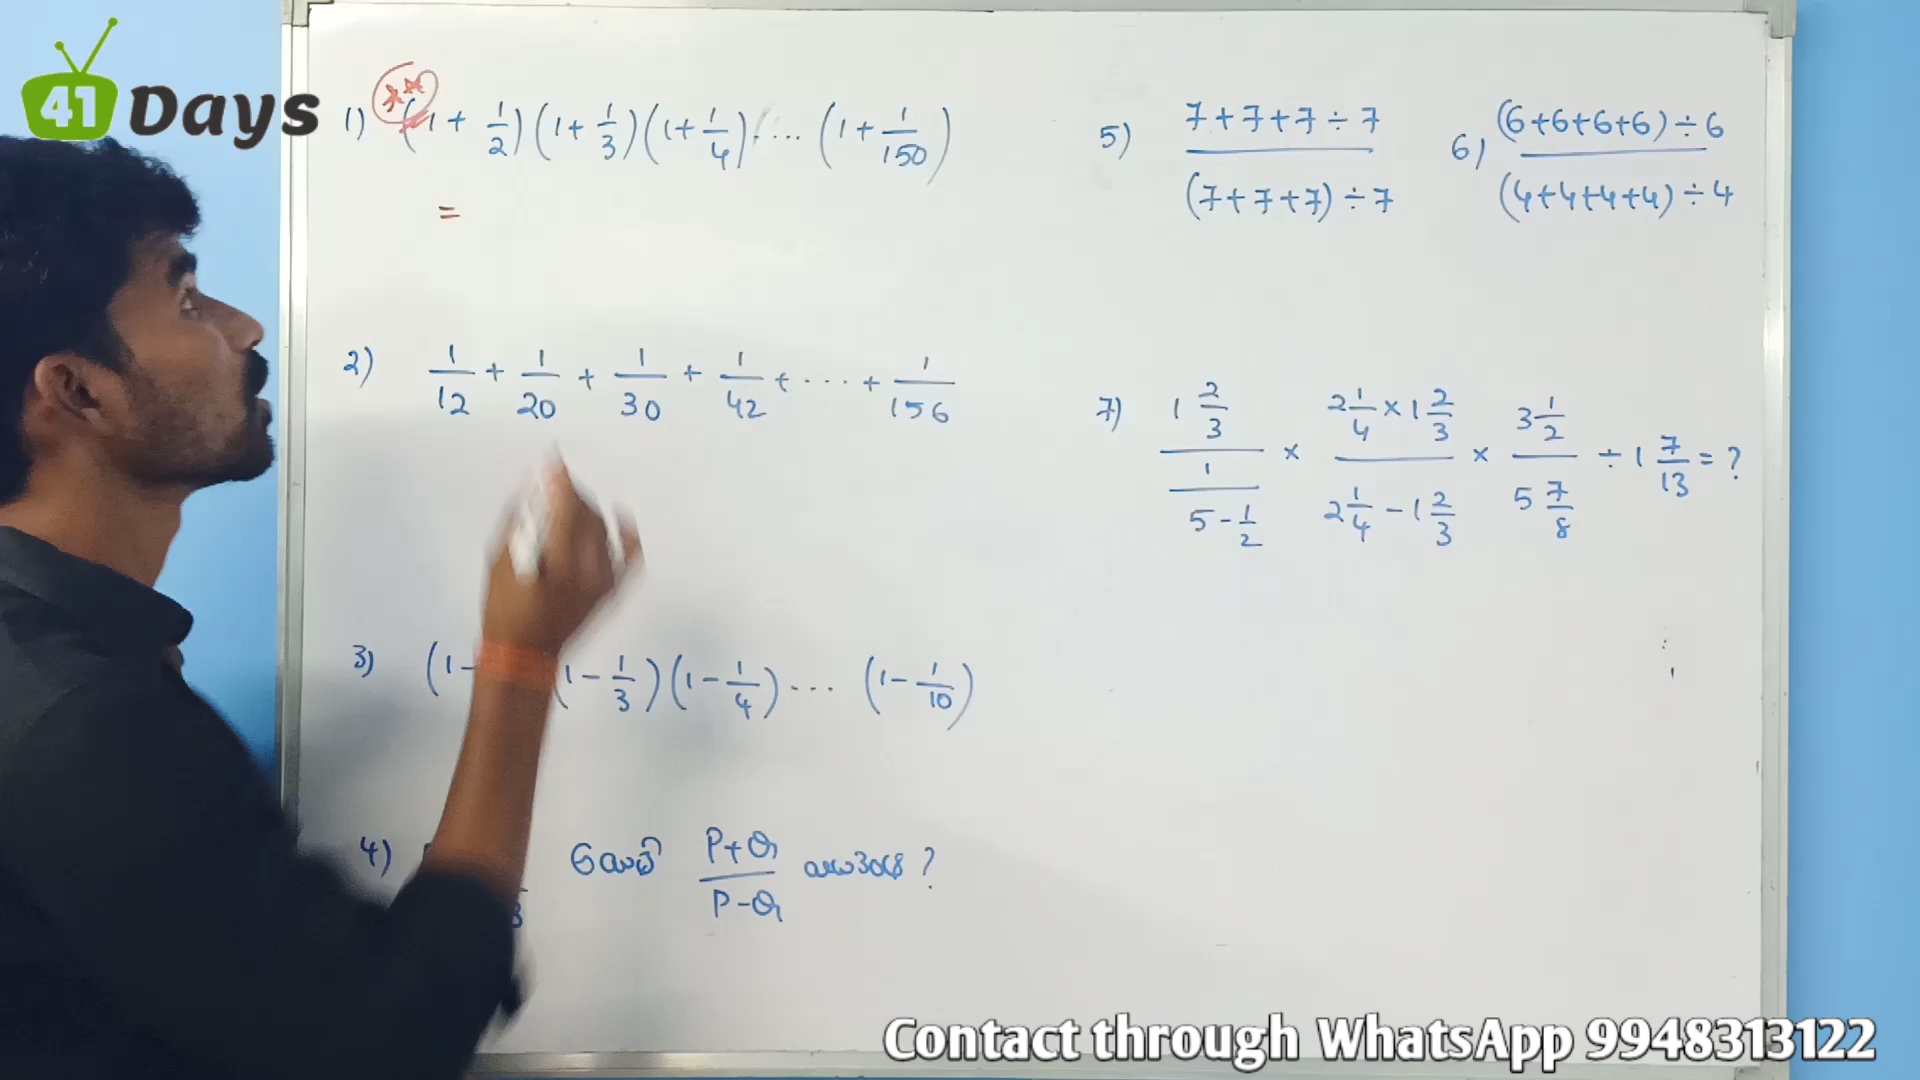 41 Days
1) (1 + 1/2)(1 + 1/3)(1 + 1/4) .... (1 + 1/150)
=
2) 1/12 + 1/20 + 1/30 + 1/42 + .... + 1/156
3) (1 - (1 - 1/3)(1 - 1/4) .... (1 - 1/10)
4) P+Q/P-Q ?
5) 7+7+7÷7/(7+7+7)÷7
6) (6+6+6+6)÷6/(4+4+4+4)÷4
7) 1 2/3 / 1/(5 - 1/2) × (2 1/4 × 1 2/3)/(2 1/4 - 1 2/3) × 3 1/2 / 5 7/8 ÷ 1 7/13 = ?
Contact through WhatsApp 9948313122